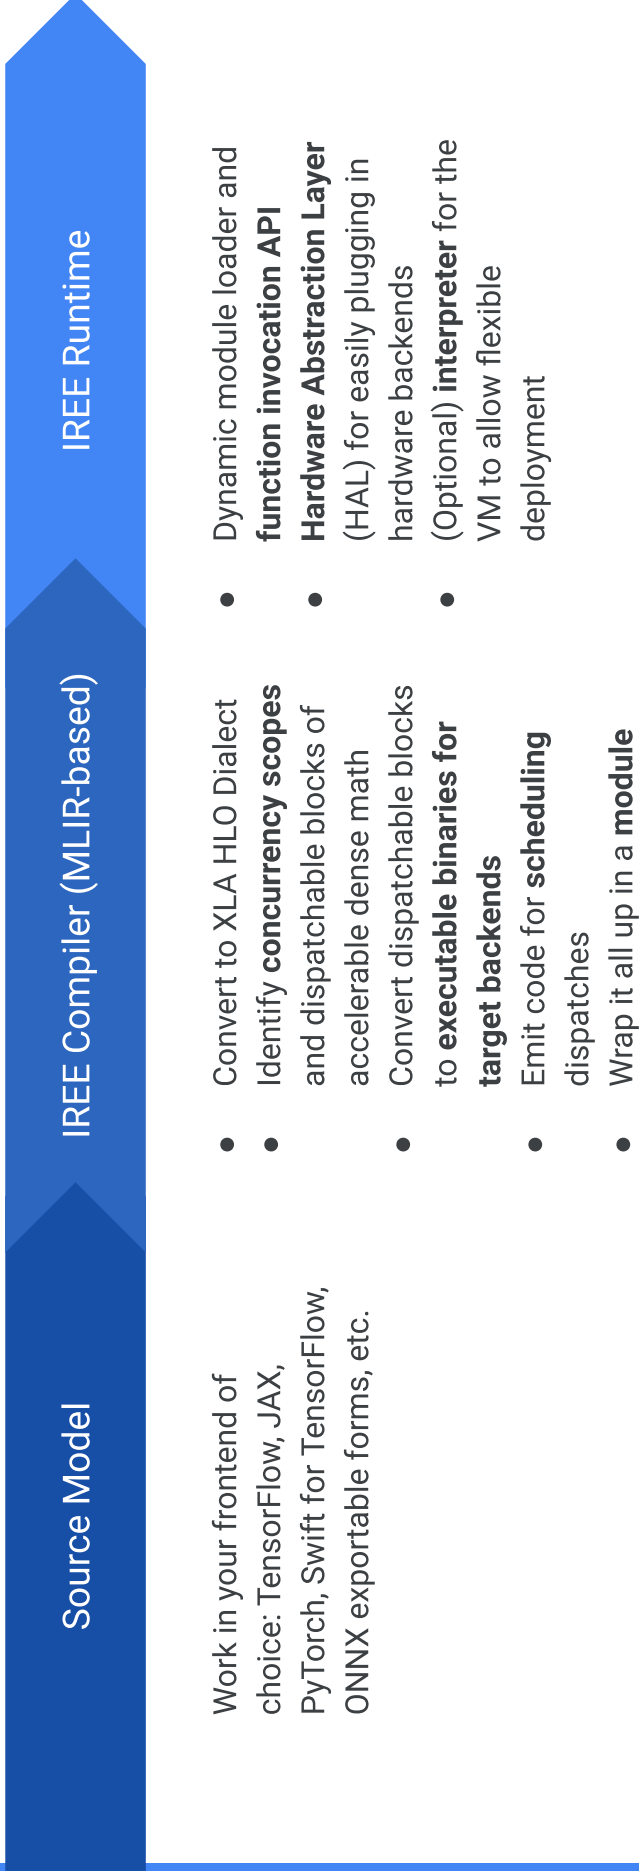 Source Model
Work in your frontend of
choice: TensorFlow, JAX,
PyTorch, Swift for TensorFlow,
ONNX exportable forms, etc.
IREE Compiler (MLIR-based)
● Convert to XLA HLO Dialect
● Identify concurrency scopes
and dispatchable blocks of
accelerable dense math
● Convert dispatchable blocks
to executable binaries for
target backends
● Emit code for scheduling
dispatches
● Wrap it all up in a module
IREE Runtime
● Dynamic module loader and
function invocation API
● Hardware Abstraction Layer
(HAL) for easily plugging in
hardware backends
● (Optional) interpreter for the
VM to allow flexible
deployment